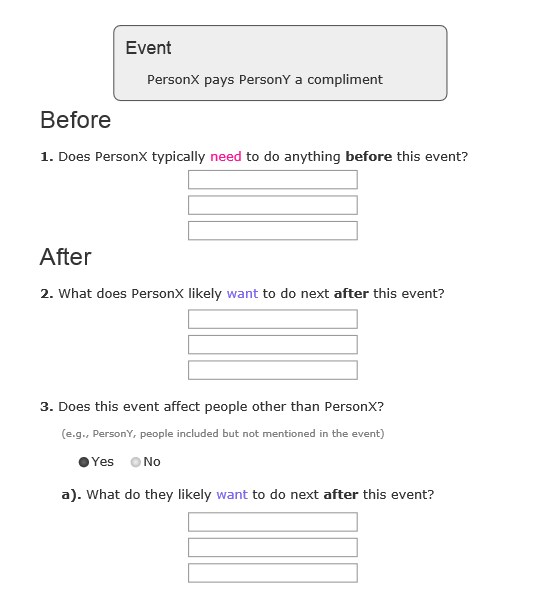 Event
PersonX pays PersonY a compliment
Before
1. Does PersonX typically need to do anything before this event?
After
2. What does PersonX likely want to do next after this event?
3. Does this event affect people other than PersonX?
(e.g., PersonY, people included but not mentioned in the event)
Yes No
a). What do they likely want to do next after this event?